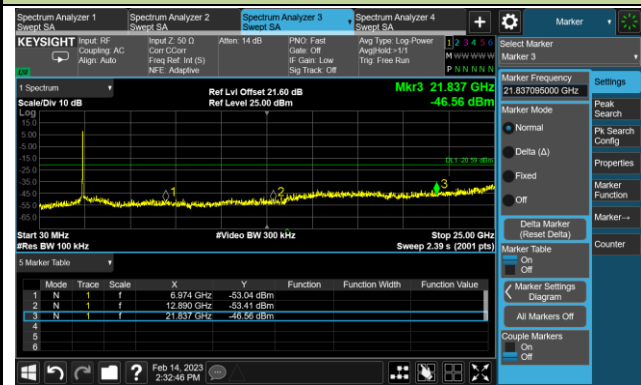 Spectrum Analyzer 1
Swept SA
Spectrum Analyzer 2
Swept SA
Spectrum Analyzer 3
Swept SA
Spectrum Analyzer 4
Swept SA
+
Marker
KEYSIGHT
Input: RF
Coupling: AC
Align: Auto
Input Z: 50 Ω
Corr CCorr
Freq Ref: Int (S)
NFE: Adaptive
Atten: 14 dB
PNO: Fast
Gate: Off
IF Gain: Low
Sig Track: Off
Avg Type: Log-Power
Avg|Hold:>1/1
Trig: Free Run
1 2 3 4 5 6
M W W W W W
P N N N N N
Select Marker
Marker 3
1 Spectrum
Scale/Div 10 dB
Log
Ref Lvl Offset 21.60 dB
Ref Level 25.00 dBm
Mkr3 21.837 GHz
-46.56 dBm
15.0
5.00
-5.00
-15.0
-25.0
-35.0
-45.0
-55.0
-65.0
DL1 -20.59 dBm
1
2
3
Start 30 MHz
#Res BW 100 kHz
#Video BW 300 kHz
Stop 25.00 GHz
Sweep 2.39 s (2001 pts)
5 Marker Table
Mode Trace Scale X Y Function Function Width Function Value
1 N 1 f 6.974 GHz -53.04 dBm
2 N 1 f 12.890 GHz -53.41 dBm
3 N 1 f 21.837 GHz -46.56 dBm
4
5
6
Marker Frequency
21.837095000 GHz
Marker Mode
Normal
Delta (Δ)
Fixed
Off
Delta Marker
(Reset Delta)
Marker Table
On
Off
Marker Settings
Diagram
All Markers Off
Couple Markers
On
Off
Settings
Peak
Search
Pk Search
Config
Properties
Marker
Function
Marker→
Counter
?
Feb 14, 2023
2:32:46 PM